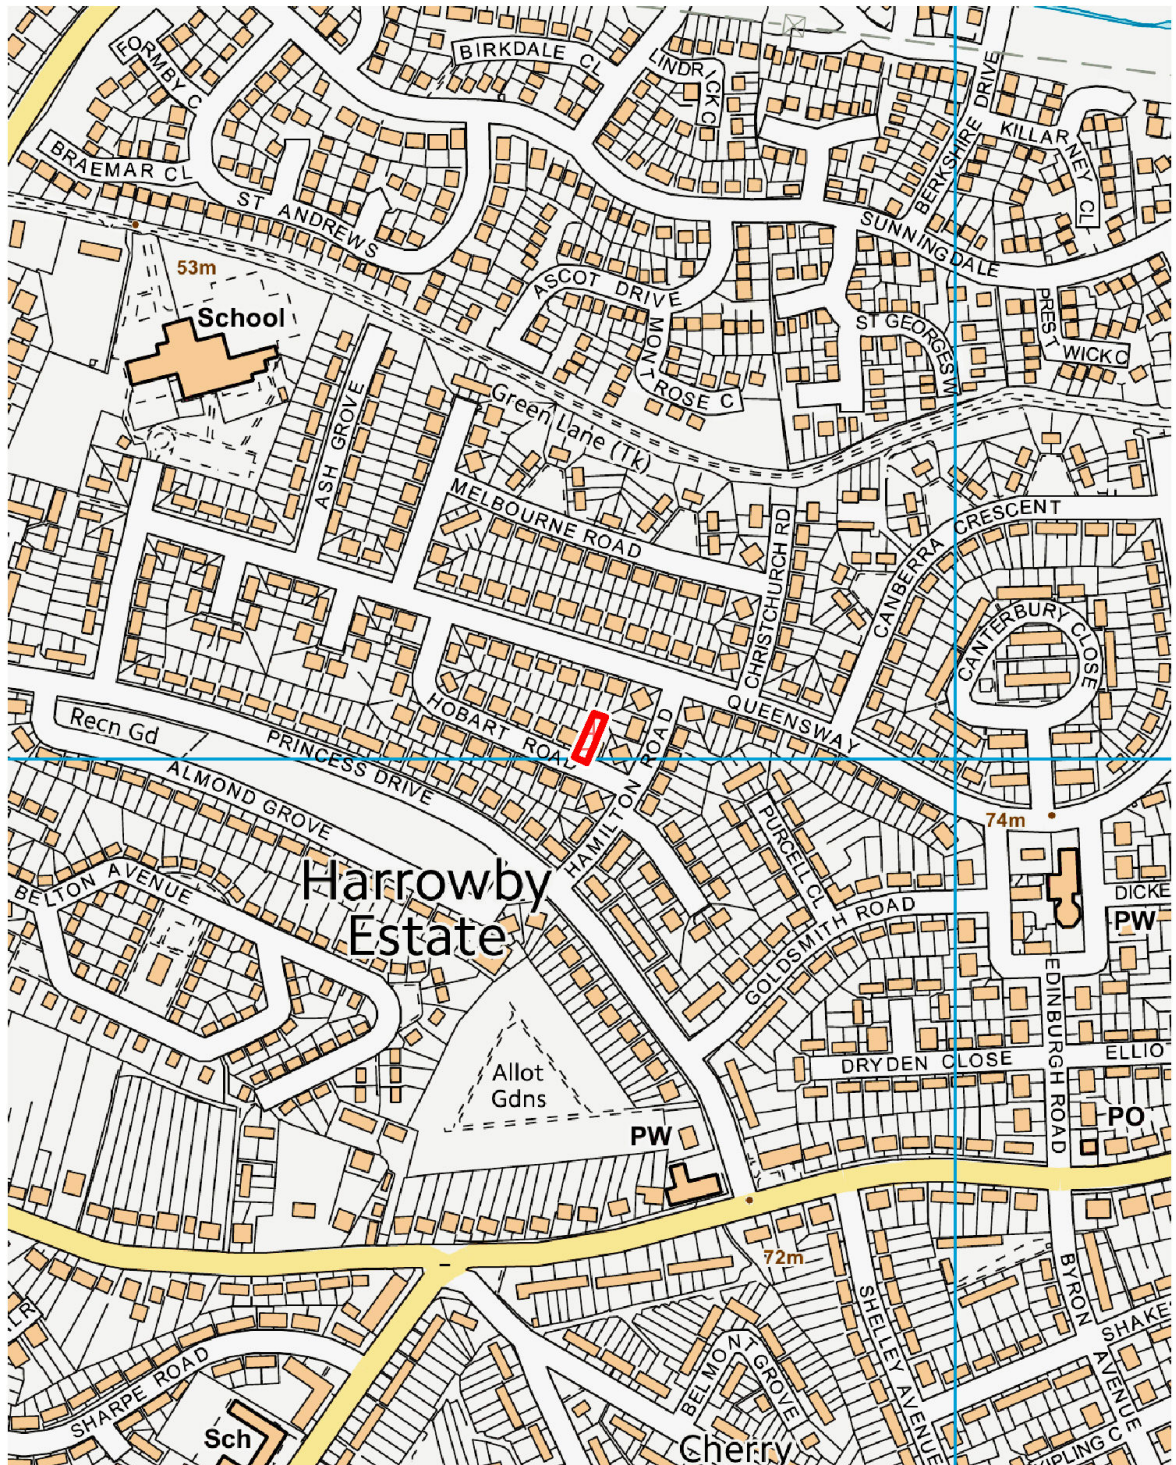 FORMBY C
BIRKDALE CL
LINDRICK C
BERKSHIRE DRIVE
KILLARNEY CL
BRAEMAR CL
ST ANDREWS
SUNNINGDALE
53m
School
ASCOT DRIVE
MONTROSE C
ST GEORGES W
PRESTWICK C
Green Lane (Tk)
ASH GROVE
MELBOURNE ROAD
CHRISTCHURCH RD
CANBERRA CRESCENT
CANTERBURY CLOSE
HOBART ROAD
QUEENSWAY
Recn Gd
PRINCESS DRIVE
HAMILTON ROAD
ALMOND GROVE
74m
PURCELL CL
Harrowby
Estate
BELTON AVENUE
GOLDSMITH ROAD
DICKE
PW
EDINBURGH ROAD
DRYDEN CLOSE
ELLIO
Allot
Gdns
PW
PO
72m
BYRON AVENUE
SHELLEY AVENUE
SHAKE
LR
SHARPE ROAD
BELMONT GROVE
Sch
Cherry
KIPLING C